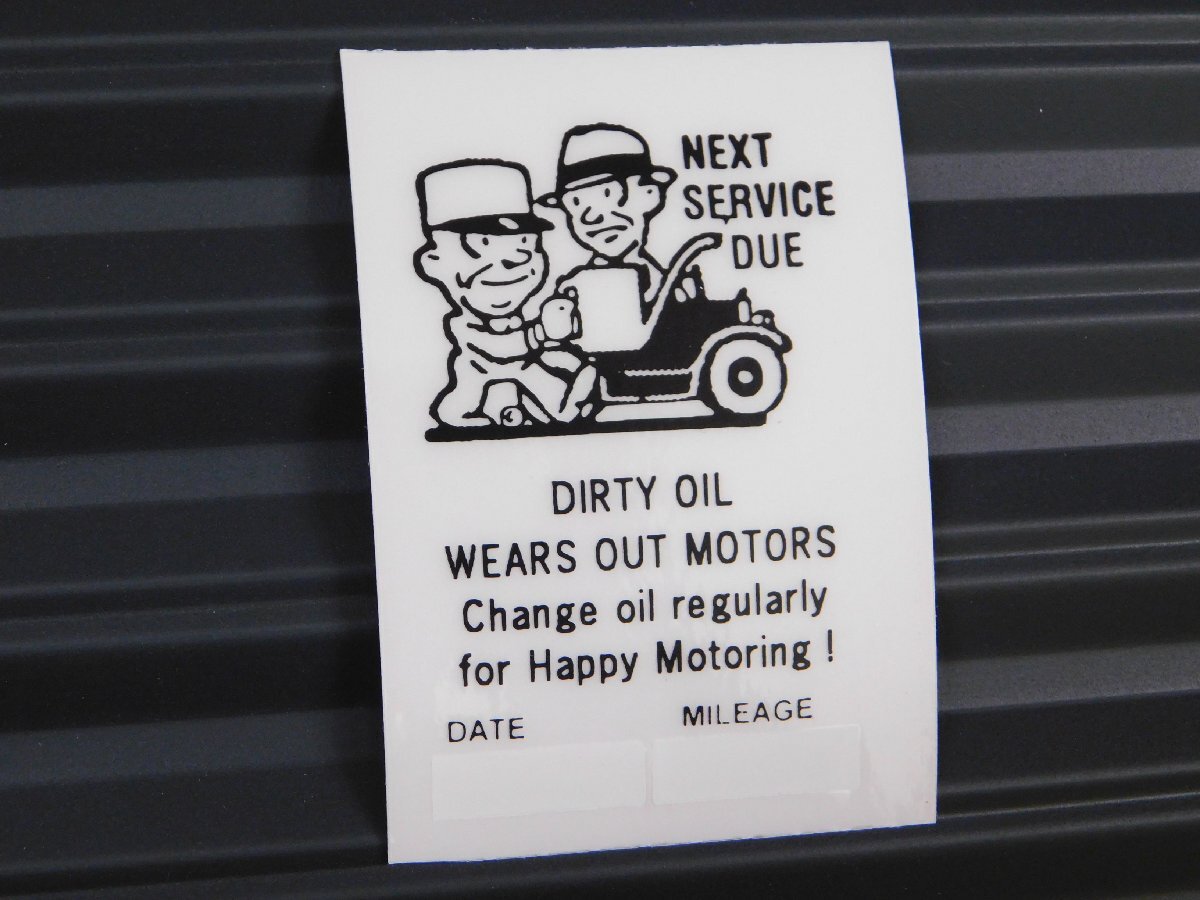 NEXT
SERVICE
DUE
DIRTY OIL
WEARS OUT MOTORS
Change oil regularly
for Happy Motoring !
DATE MILEAGE